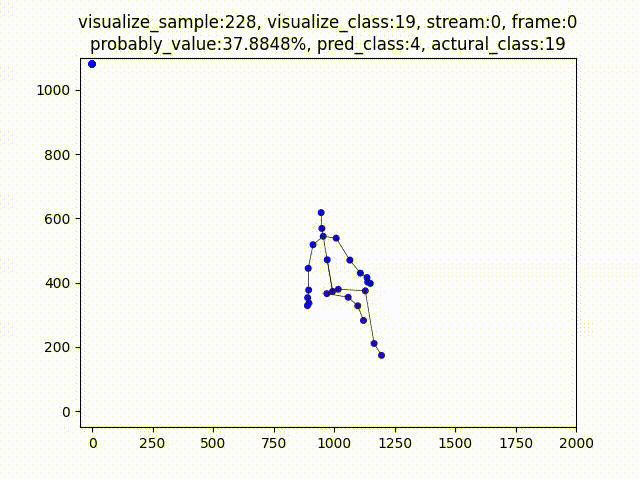 visualize_sample:228, visualize_class:19, stream:0, frame:0
probably_value:37.8848%, pred_class:4, actural_class:19
1000
800
600
400
200
0
0 250 500 750 1000 1250 1500 1750 2000